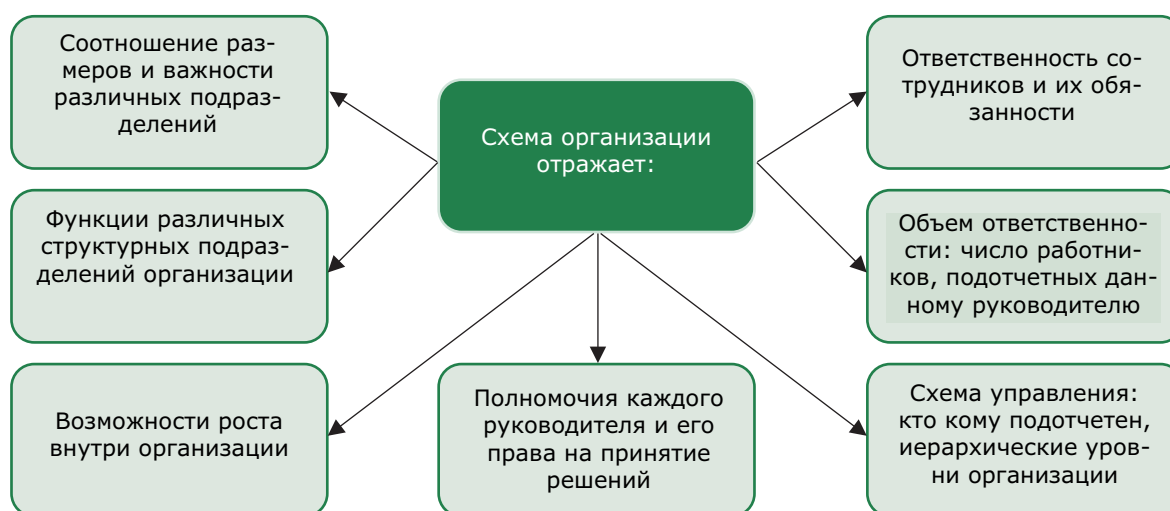 Соотношение раз-
меров и важности
различных подраз-
делений
Схема организации
отражает:
Ответственность со-
трудников и их обя-
занности
Функции различных
структурных подраз-
делений организации
Объем ответственно-
сти: число работни-
ков, подотчетных дан-
ному руководителю
Возможности роста
внутри организации
Полномочия каждого
руководителя и его
права на принятие
решений
Схема управления:
кто кому подотчетен,
иерархические уров-
ни организации